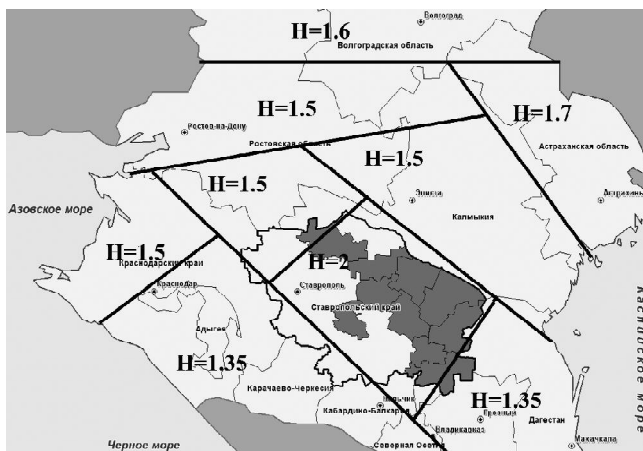 Волгоград
H=1.6
Волгоградская область
H=1.5
H=1.7
Ростов-на-Дону
Ростовская область
H=1.5
Астраханская область
H=1.5
Элиста
Астрахань
Азовское море
Калмыкия
H=1.5
Краснодарский край
H=2
Краснодар
Ставрополь
Ставропольский край
Каспийское море
Адыгея
H=1.35
Карачаево-Черкесия
H=1.35
Нальчик
Кабардино-Балкария
Грозный
Дагестан
Владикавказ
Черное море
Северная Осетия
Махачкала